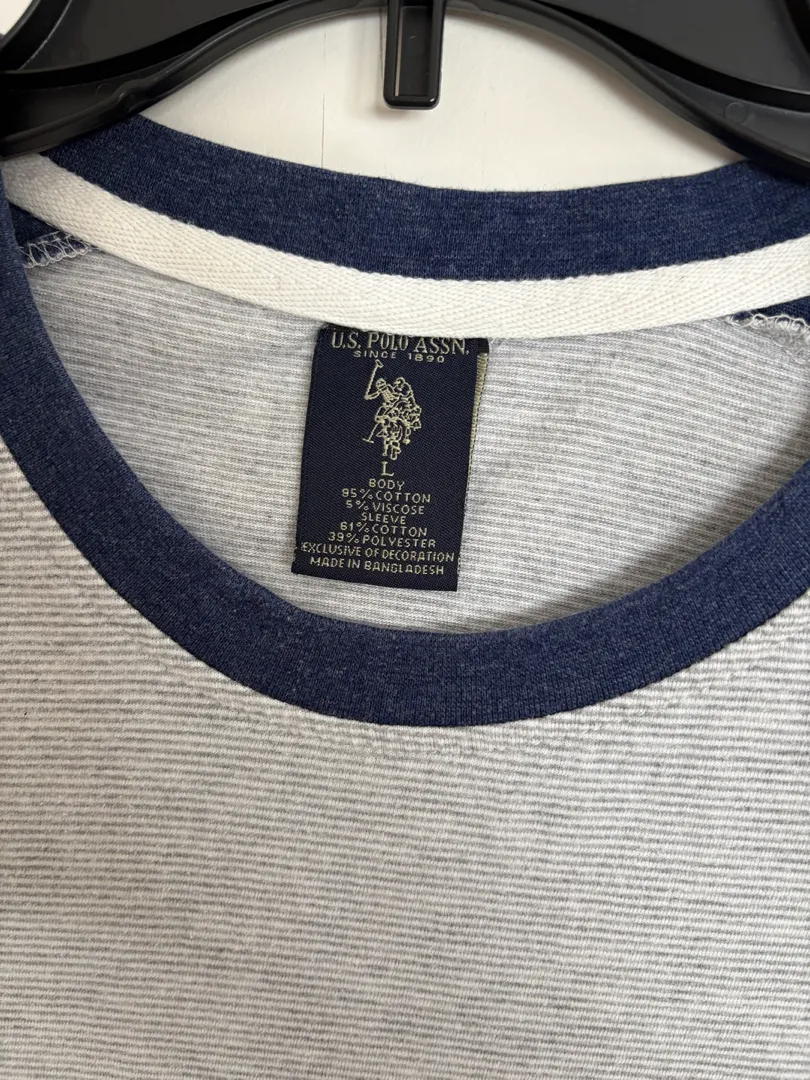 U.S. POLO ASSN.
SINCE 1890
L
BODY
95% COTTON
5% VISCOSE
SLEEVE
61% COTTON
39% POLYESTER
EXCLUSIVE OF DECORATION
MADE IN BANGLADESH